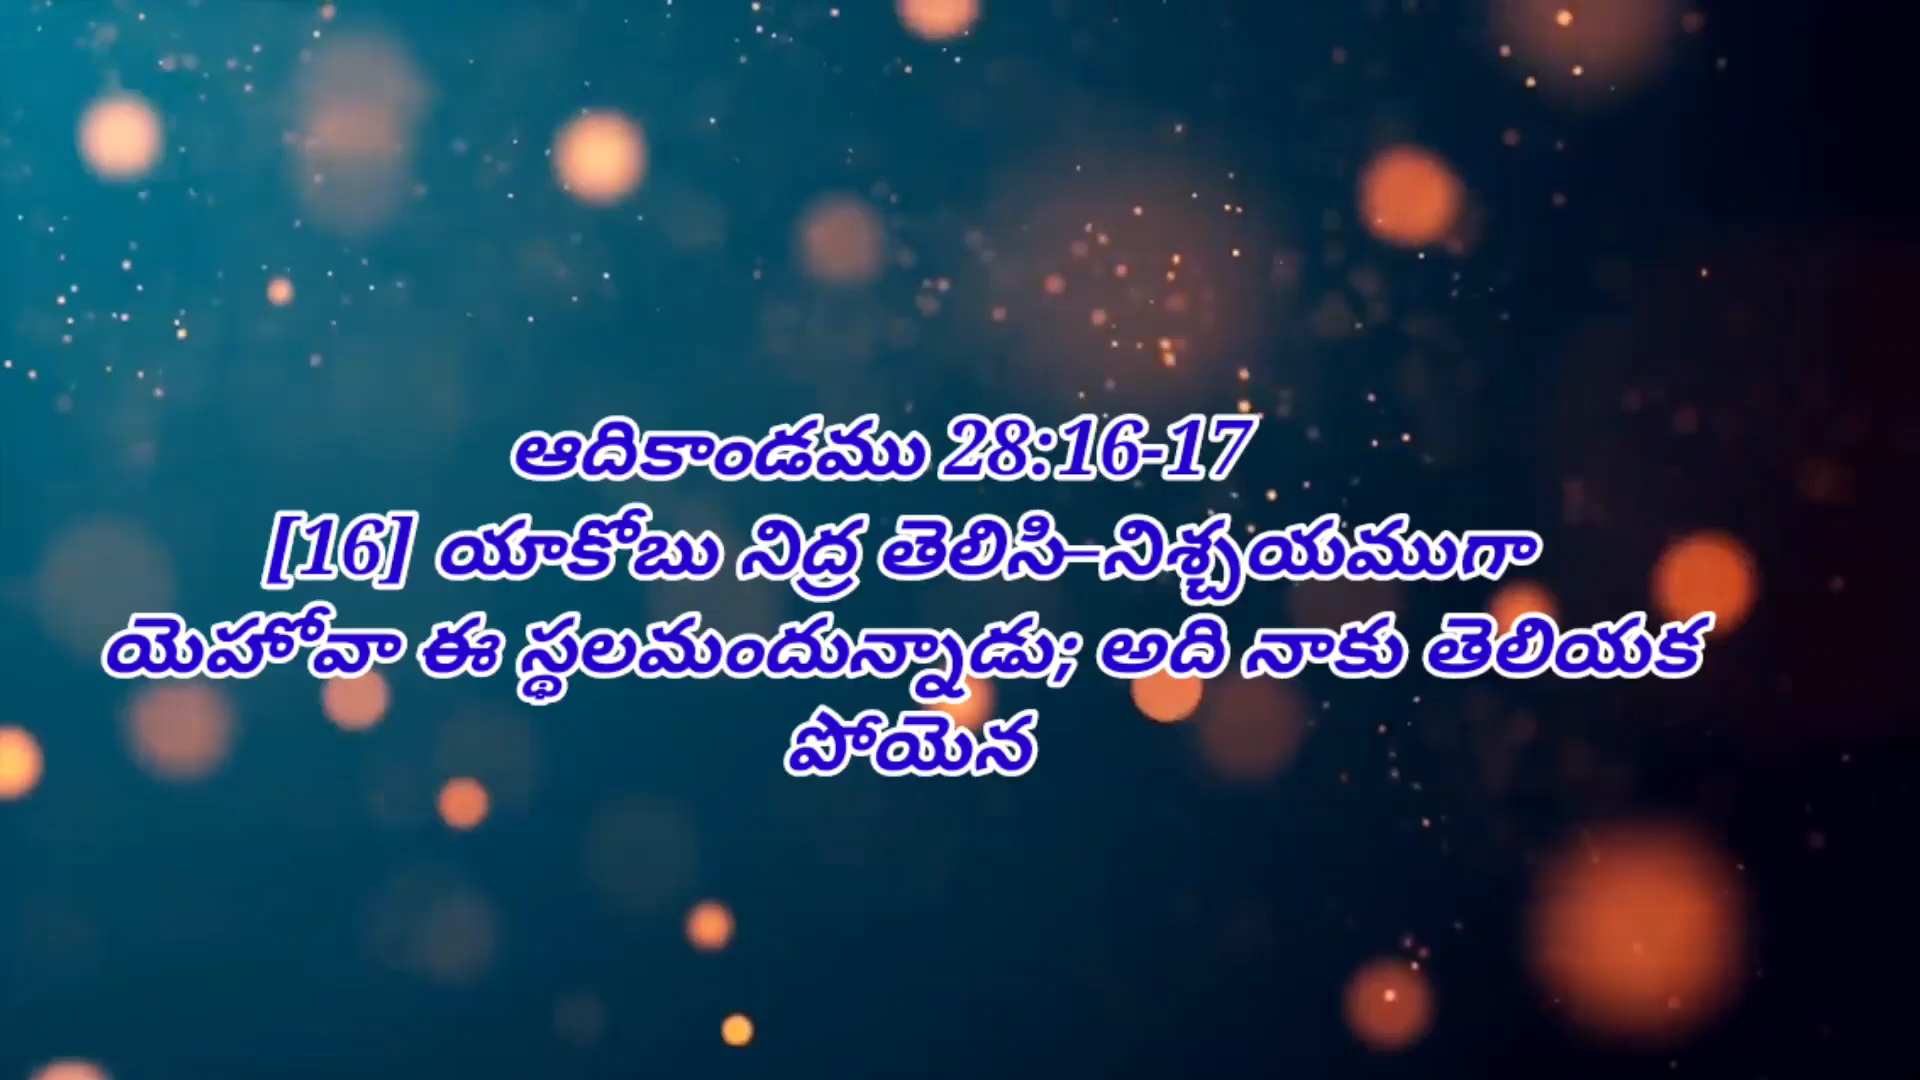 ఆదికాండము 28:16-17
[16] యాకోబు నిద్ర తెలిసి–నిశ్చయముగా
యెహోవా ఈ స్థలమందున్నాడు; అది నాకు తెలియక
పోయెన